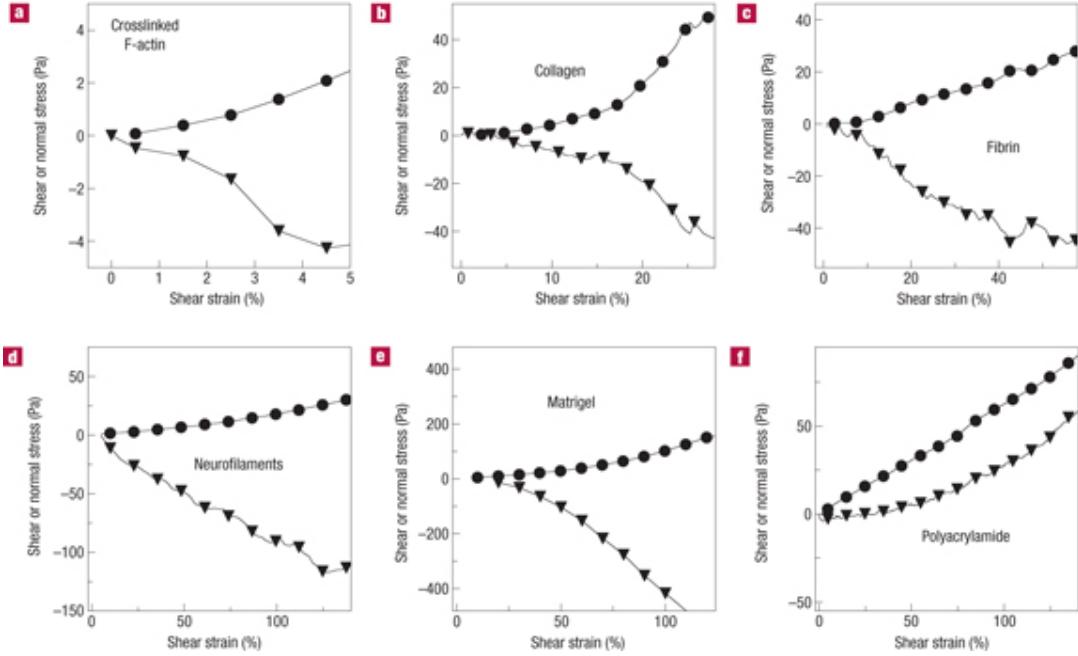 a
Crosslinked
F-actin
Shear or normal stress (Pa)
4
2
0
−2
−4
0 1 2 3 4 5
Shear strain (%)
b
Collagen
Shear or normal stress (Pa)
40
20
0
−20
−40
0 10 20
Shear strain (%)
c
Fibrin
Shear or normal stress (Pa)
40
20
0
−20
−40
0 20 40
Shear strain (%)
d
Neurofilaments
Shear or normal stress (Pa)
50
0
−50
−100
−150
0 50 100
Shear strain (%)
e
Matrigel
Shear or normal stress (Pa)
400
200
0
−200
−400
0 50 100
Shear strain (%)
f
Polyacrylamide
Shear or normal stress (Pa)
50
0
−50
0 50 100
Shear strain (%)